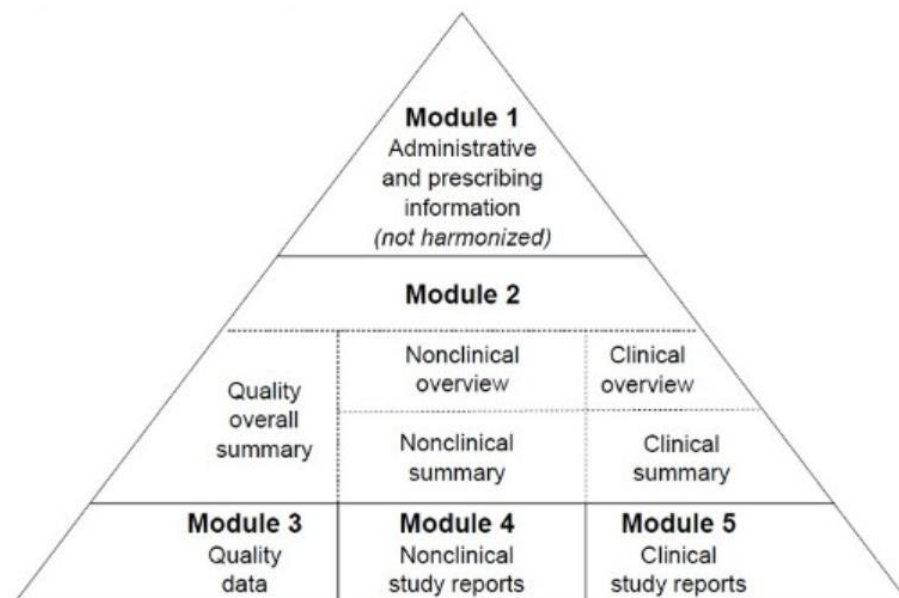 Module 1
Administrative
and prescribing
information
(not harmonized)
Module 2
Quality
overall
summary
Nonclinical
overview
Clinical
overview
Nonclinical
summary
Clinical
summary
Module 3
Quality
data
Module 4
Nonclinical
study reports
Module 5
Clinical
study reports